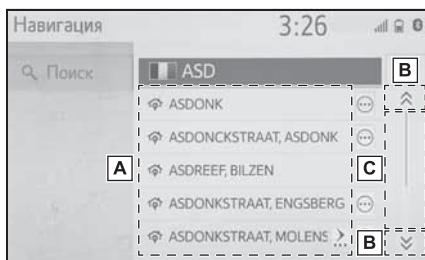 Навигация 3:26
Поиск
ASD
B
ASDONK
ASDONCKSTRAAT, ASDONK
A
ASDREEF, BILZEN
C
ASDONKSTRAAT, ENGSBERG
ASDONKSTRAAT, MOLENS
B